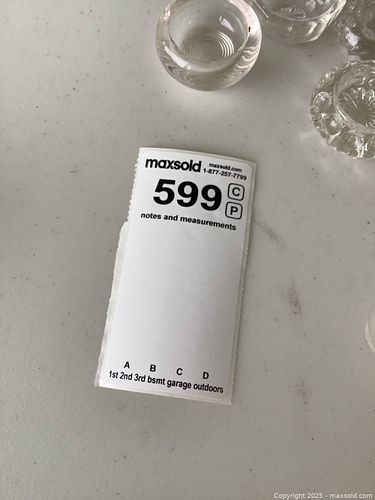 maxsold maxsold.com
1-877-257-7799
599 C
P
notes and measurements
A B C D
1st 2nd 3rd bsmt garage outdoors
Copyright 2025 - maxsold.com